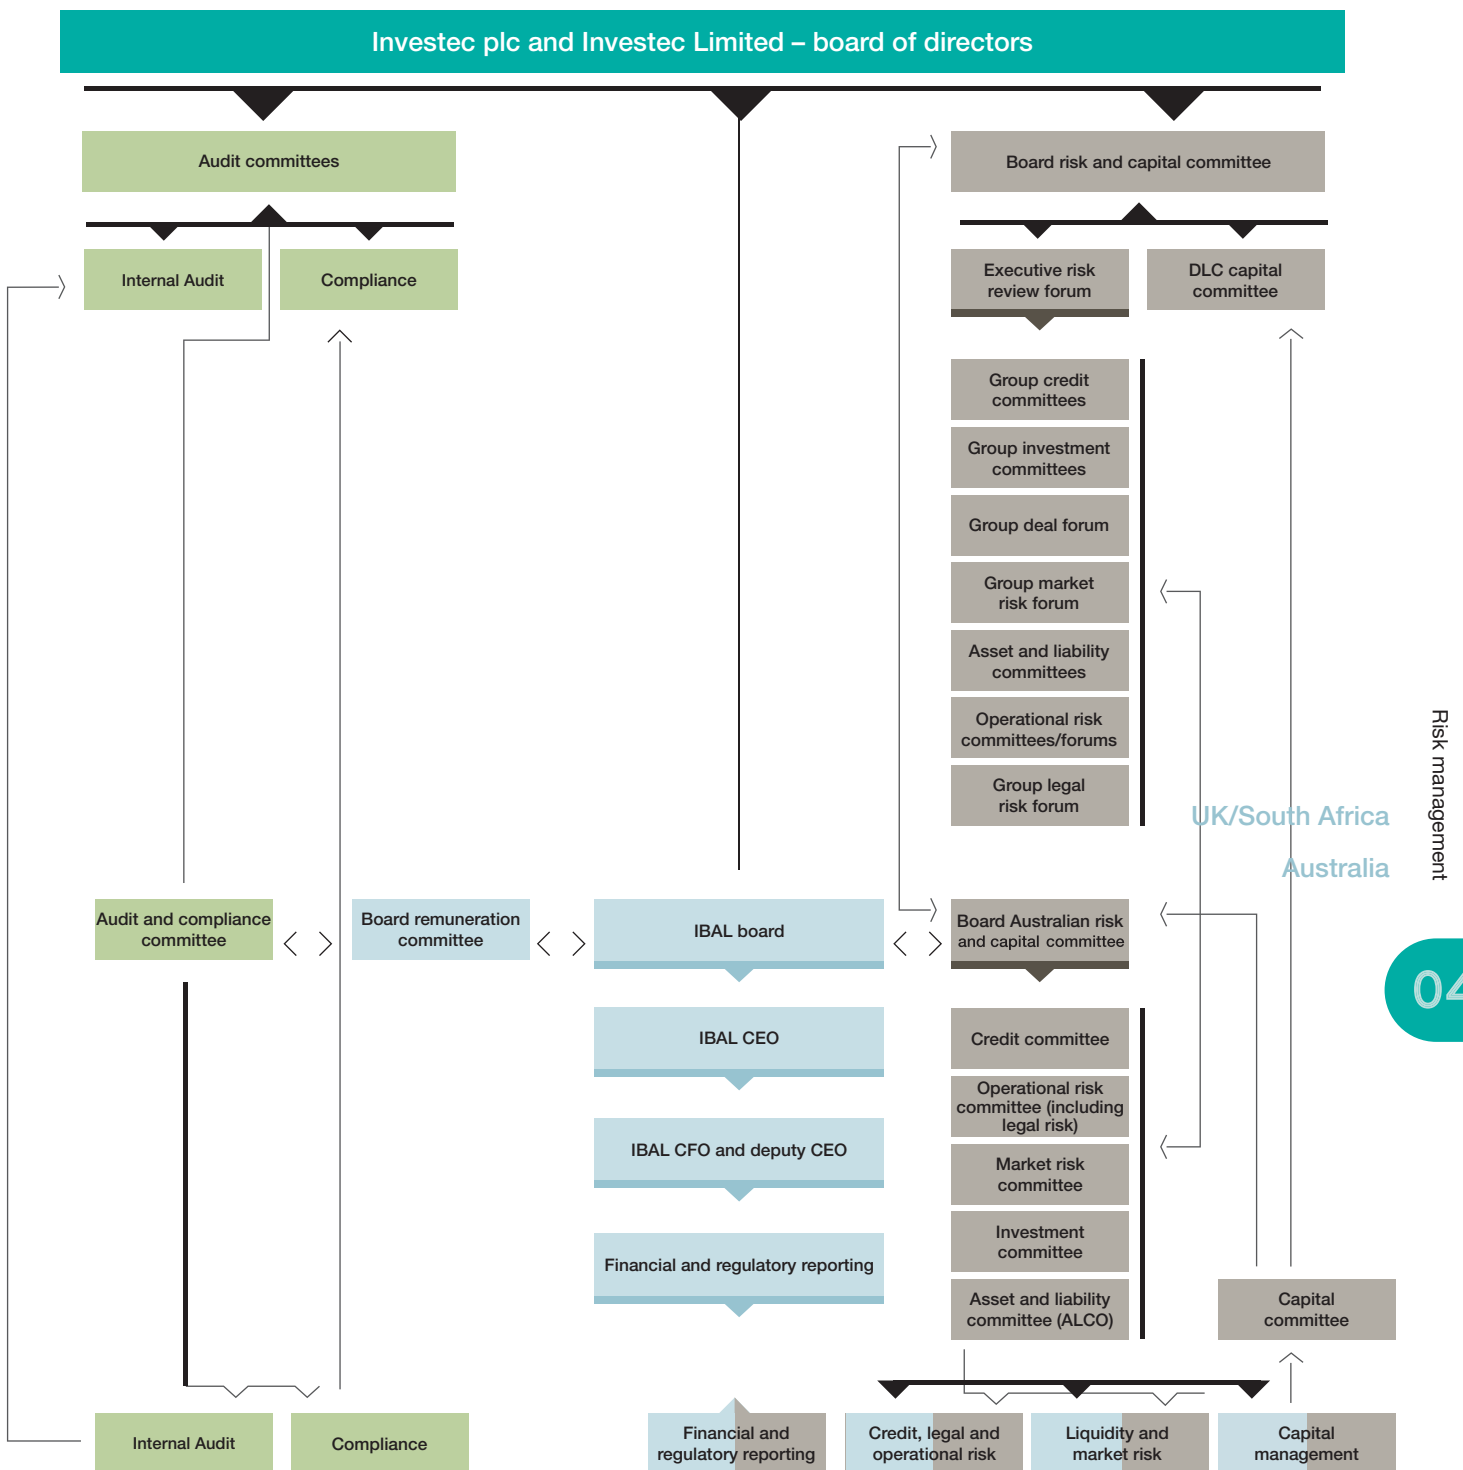 Investec plc and Investec Limited – board of directors
Audit committees
Board risk and capital committee
Internal Audit
Compliance
Executive risk
review forum
DLC capital
committee
Group credit
committees
Group investment
committees
Group deal forum
Group market
risk forum
Asset and liability
committees
Operational risk
committees/forums
Group legal
risk forum
UK/South Africa
Australia
Risk management
04
Audit and compliance
committee
Board remuneration
committee
IBAL board
Board Australian risk
and capital committee
IBAL CEO
IBAL CFO and deputy CEO
Financial and regulatory reporting
Credit committee
Operational risk
committee (including
legal risk)
Market risk
committee
Investment
committee
Asset and liability
committee (ALCO)
Capital
committee
Internal Audit
Compliance
Financial and
regulatory reporting
Credit, legal and
operational risk
Liquidity and
market risk
Capital
management